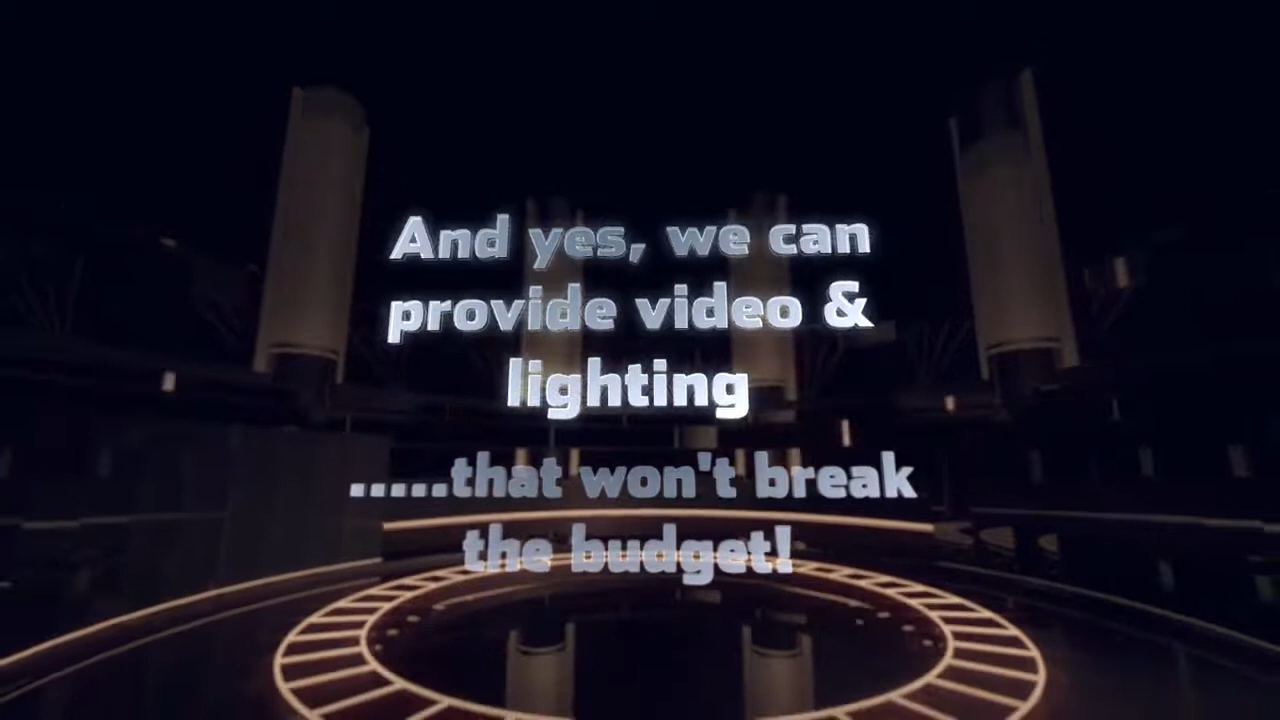 And yes, we can
provide video &
lighting
.....that won't break
the budget!